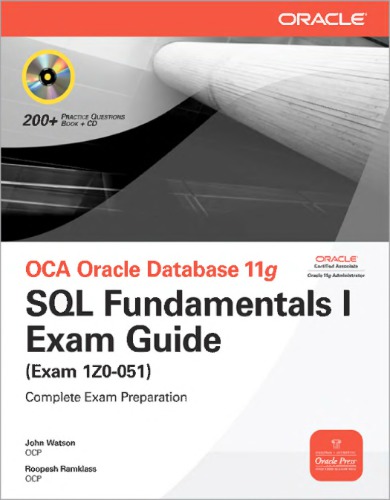 ORACLE
200+ PRACTICE QUESTIONS
BOOK + CD
OCA Oracle Database 11g
ORACLE
Certified Associate
Oracle 11g Administrator
SQL Fundamentals I
Exam Guide
(Exam 1Z0-051)
Complete Exam Preparation
John Watson
OCP
Roopesh Ramklass
OCP
Oracle Press